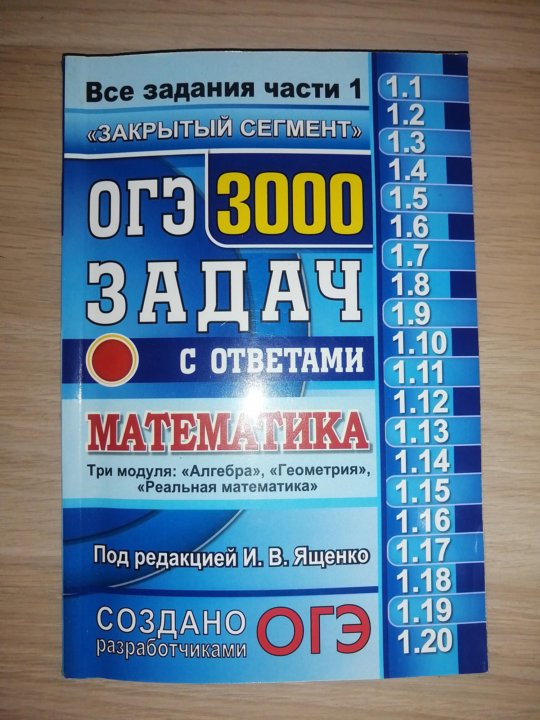 Все задания части 1
«ЗАКРЫТЫЙ СЕГМЕНТ»
ОГЭ 3000
ЗАДАЧ
С ОТВЕТАМИ
МАТЕМАТИКА
Три модуля: «Алгебра», «Геометрия»,
«Реальная математика»
Под редакцией И. В. Ященко
СОЗДАНО
разработчиками
ОГЭ
1.1
1.2
1.3
1.4
1.5
1.6
1.7
1.8
1.9
1.10
1.11
1.12
1.13
1.14
1.15
1.16
1.17
1.18
1.19
1.20